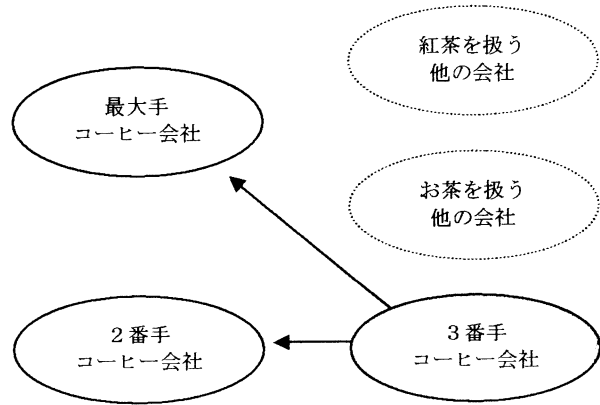 紅茶を扱う
他の会社
最大手
コーヒー会社
お茶を扱う
他の会社
2番手
コーヒー会社
3番手
コーヒー会社